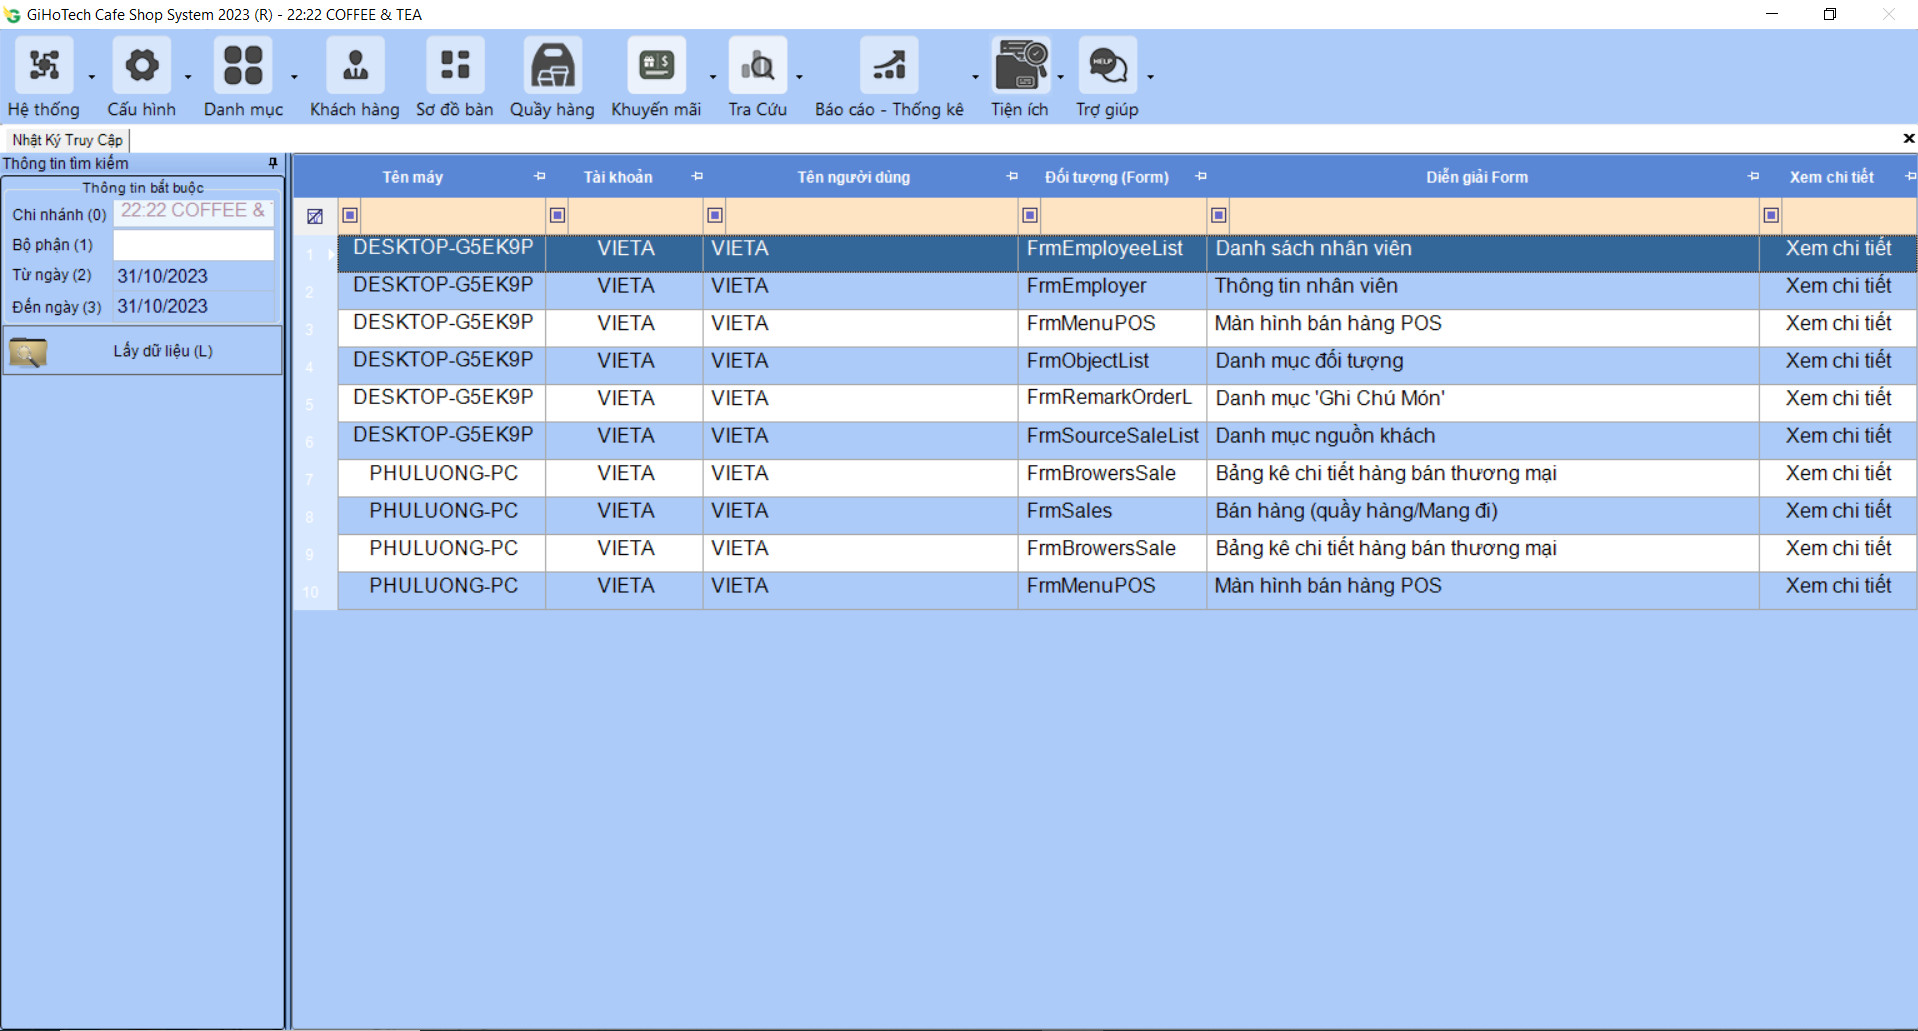 GiHoTech Cafe Shop System 2023 (R) - 22:22 COFFEE & TEA
Hệ thống Cấu hình Danh mục Khách hàng Sơ đồ bàn Quầy hàng Khuyến mãi Tra Cứu Báo cáo - Thống kê Tiện ích Trợ giúp
Nhật Ký Truy Cập
Thông tin tìm kiếm
Thông tin bắt buộc
Chi nhánh (0) 22:22 COFFEE &
Bộ phận (1)
Từ ngày (2) 31/10/2023
Đến ngày (3) 31/10/2023
Lấy dữ liệu (L)
Tên máy Tài khoản Tên người dùng Đối tượng (Form) Diễn giải Form Xem chi tiết
1 DESKTOP-G5EK9P VIETA VIETA FrmEmployeeList Danh sách nhân viên Xem chi tiết
2 DESKTOP-G5EK9P VIETA VIETA FrmEmployer Thông tin nhân viên Xem chi tiết
3 DESKTOP-G5EK9P VIETA VIETA FrmMenuPOS Màn hình bán hàng POS Xem chi tiết
4 DESKTOP-G5EK9P VIETA VIETA FrmObjectList Danh mục đối tượng Xem chi tiết
5 DESKTOP-G5EK9P VIETA VIETA FrmRemarkOrderL Danh mục 'Ghi Chú Món' Xem chi tiết
6 DESKTOP-G5EK9P VIETA VIETA FrmSourceSaleList Danh mục nguồn khách Xem chi tiết
7 PHULUONG-PC VIETA VIETA FrmBrowersSale Bảng kê chi tiết hàng bán thương mại Xem chi tiết
8 PHULUONG-PC VIETA VIETA FrmSales Bán hàng (quầy hàng/Mang đi) Xem chi tiết
9 PHULUONG-PC VIETA VIETA FrmBrowersSale Bảng kê chi tiết hàng bán thương mại Xem chi tiết
10 PHULUONG-PC VIETA VIETA FrmMenuPOS Màn hình bán hàng POS Xem chi tiết